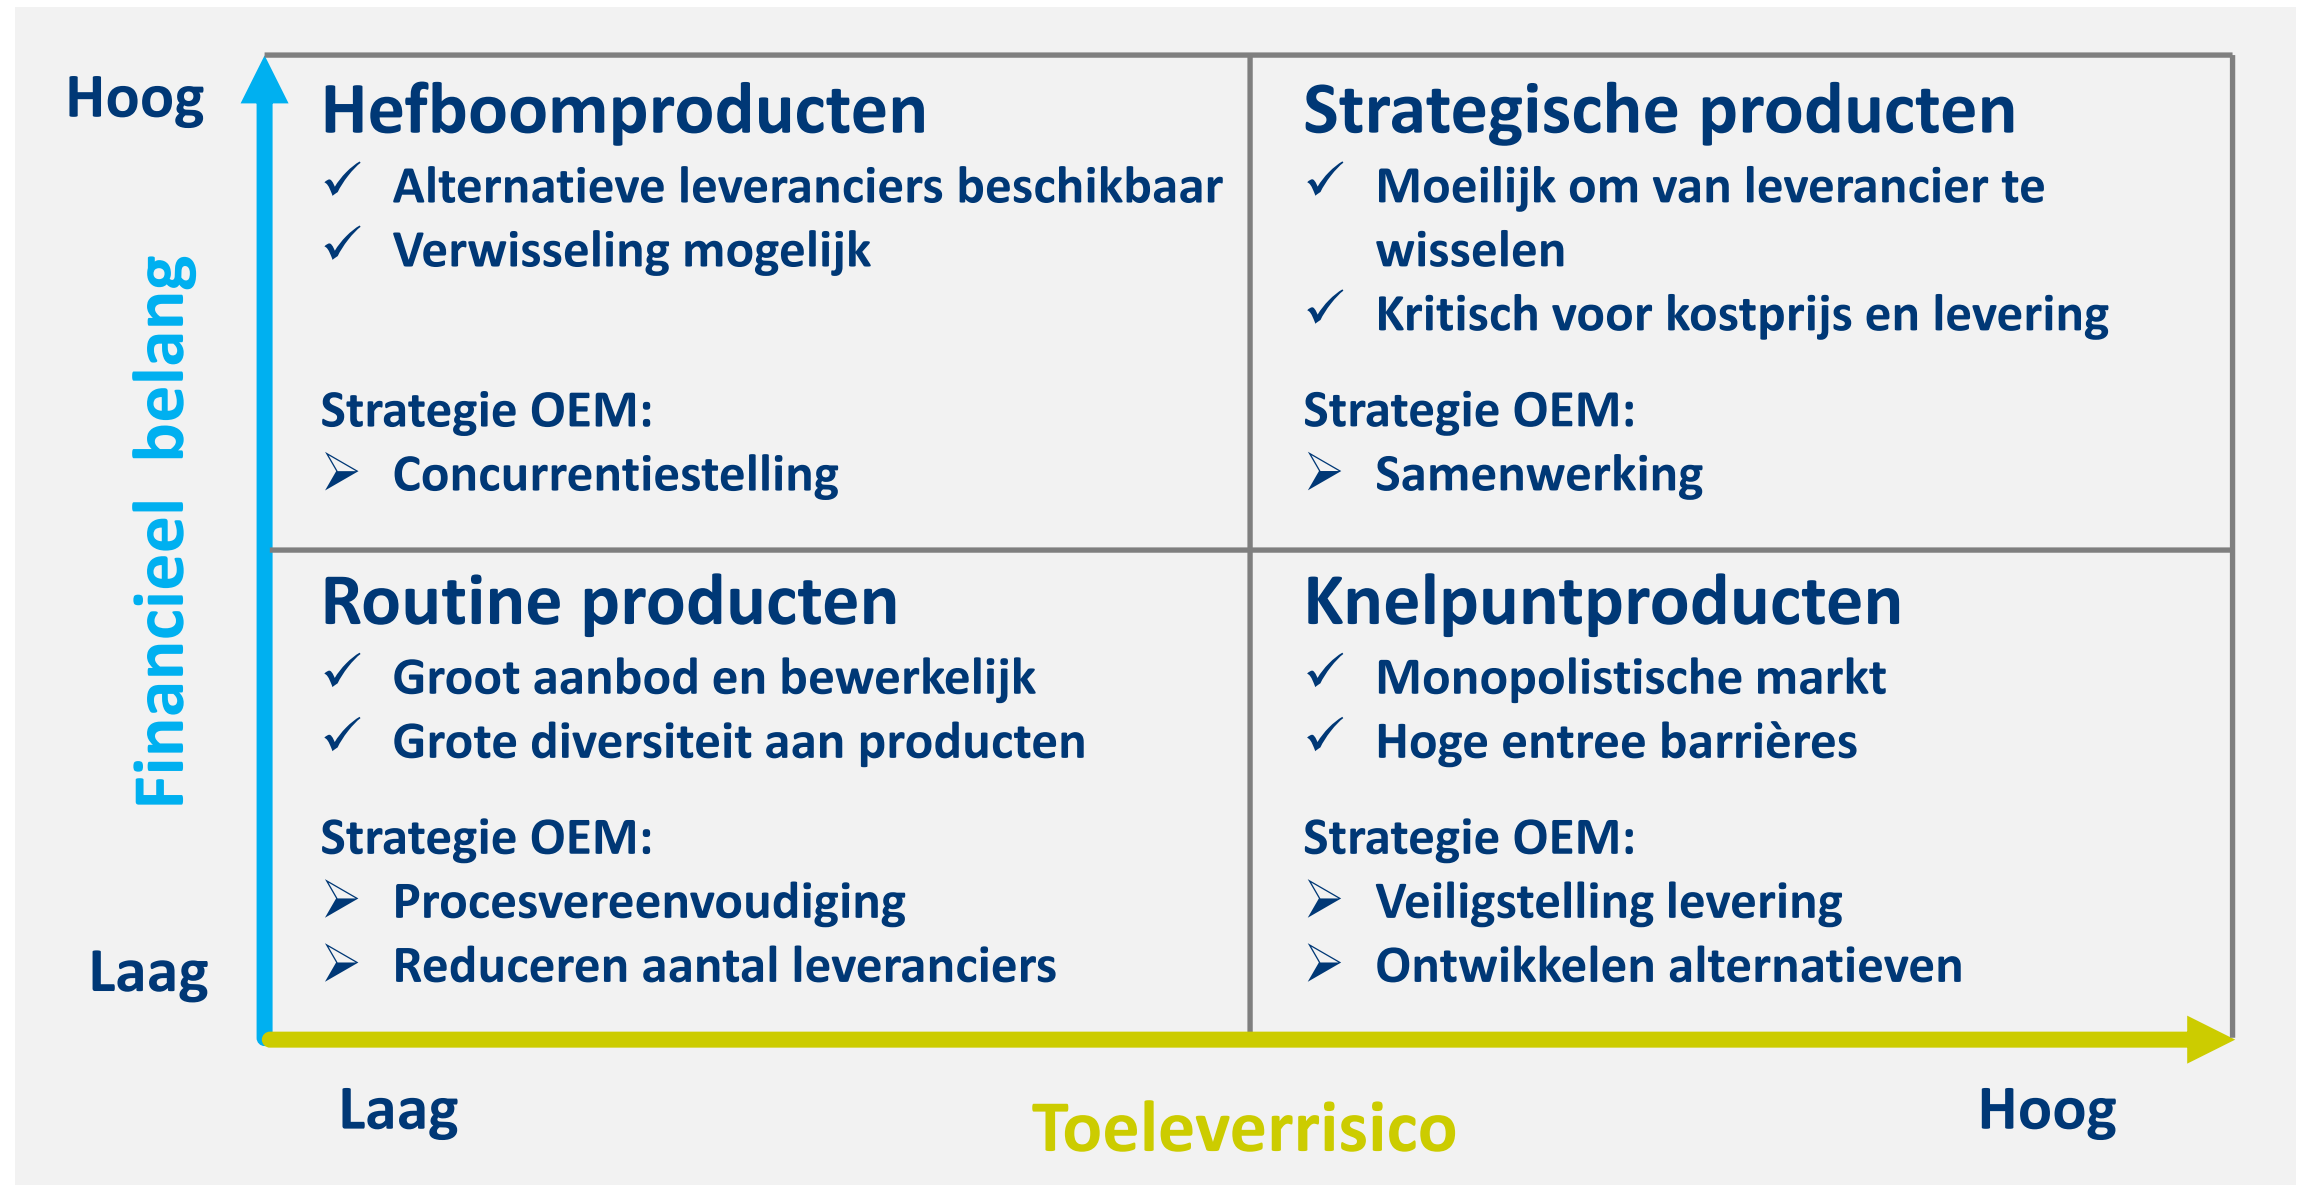 Hoog
Financieel belang
Laag
Hefboomproducten
Alternatieve leveranciers beschikbaar
Verwisseling mogelijk
Strategie OEM:
Concurrentiestelling
Strategische producten
Moeilijk om van leverancier te
wisselen
Kritisch voor kostprijs en levering
Strategie OEM:
Samenwerking
Routine producten
Groot aanbod en bewerkelijk
Grote diversiteit aan producten
Strategie OEM:
Procesvereenvoudiging
Reduceren aantal leveranciers
Knelpuntproducten
Monopolistische markt
Hoge entree barrières
Strategie OEM:
Veiligstelling levering
Ontwikkelen alternatieven
Laag
Toeleverrisico
Hoog